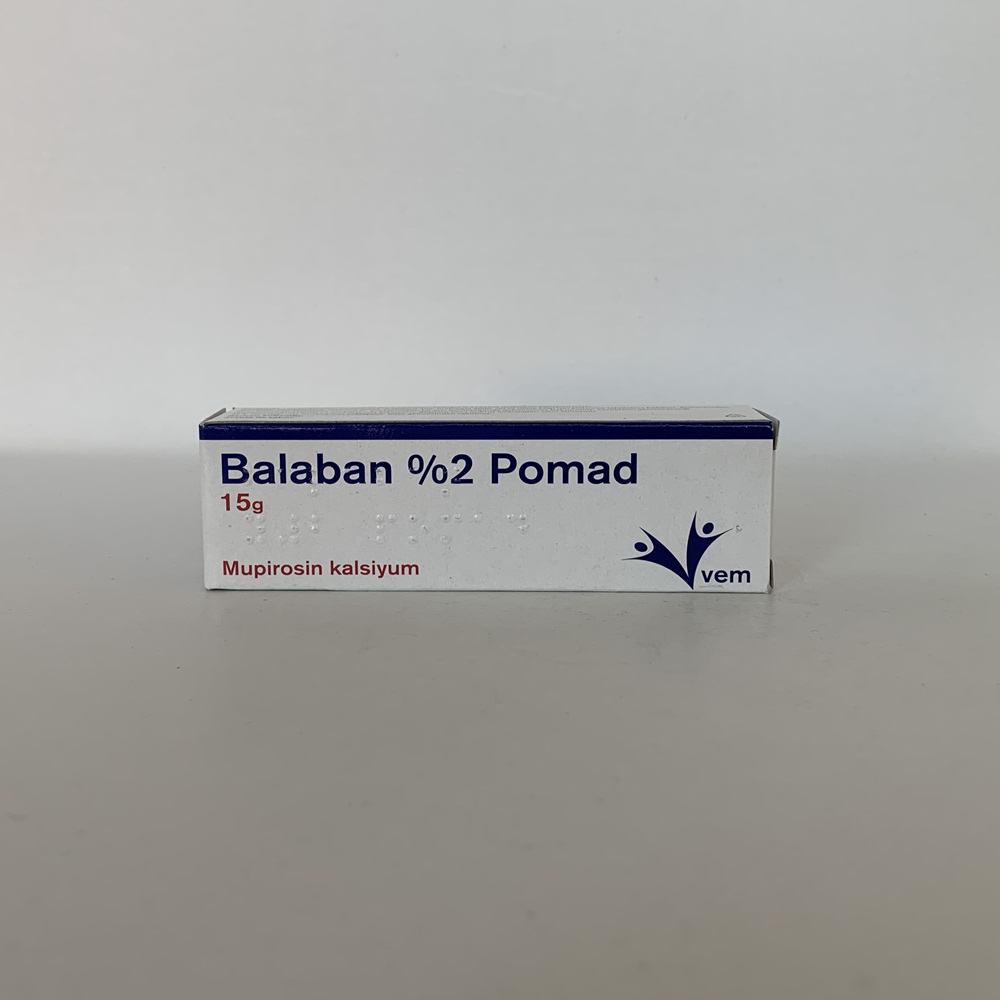 Balaban %2 Pomad
15g
Mupirosin kalsiyum
vem